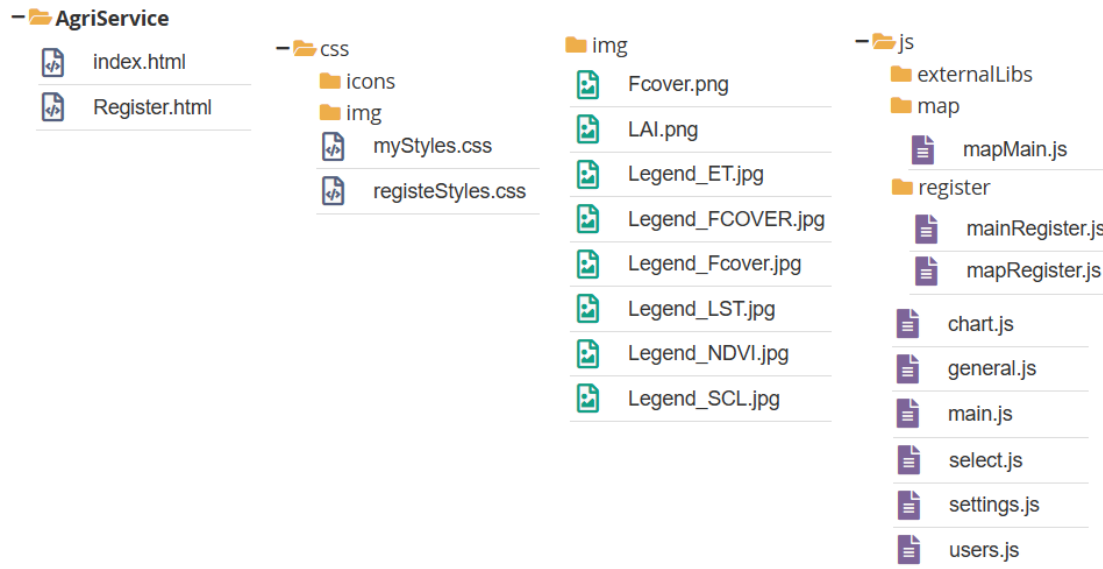 AgriService
index.html
Register.html
css
icons
img
myStyles.css
registeStyles.css
img
Fcover.png
LAI.png
Legend_ET.jpg
Legend_FCOVER.jpg
Legend_Fcover.jpg
Legend_LST.jpg
Legend_NDVI.jpg
Legend_SCL.jpg
js
externalLibs
map
mapMain.js
register
mainRegister.js
mapRegister.js
chart.js
general.js
main.js
select.js
settings.js
users.js